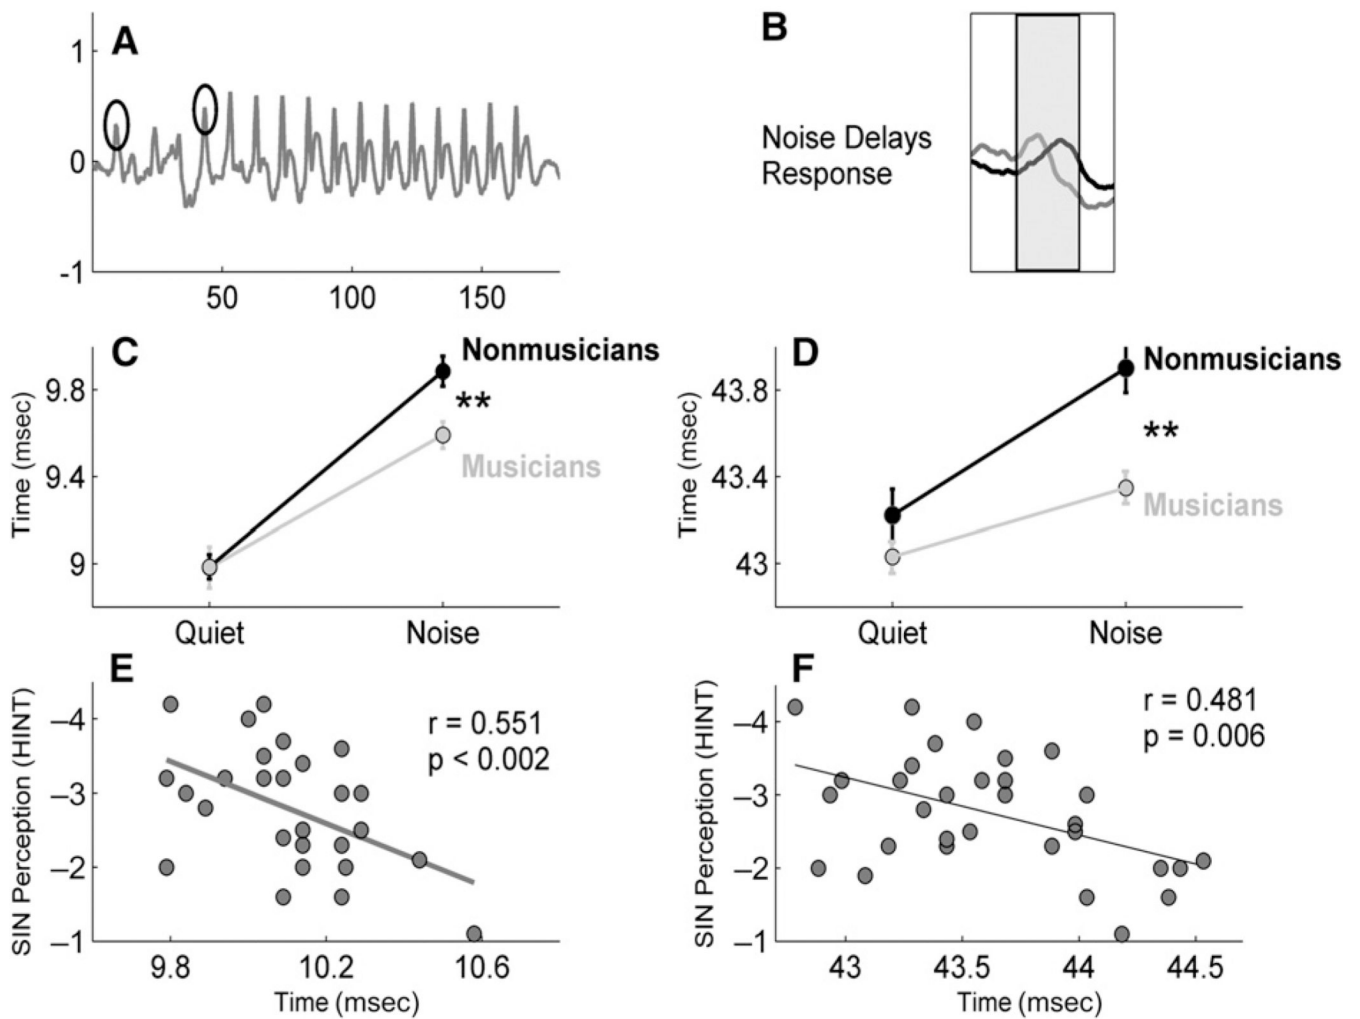 A
1
0
-1
50
100
150
B
Noise Delays
Response
C
Nonmusicians
**
Musicians
Time (msec)
9.8
9.4
9
Quiet
Noise
D
Nonmusicians
**
Musicians
Time (msec)
43.8
43.4
43
Quiet
Noise
E
r = 0.551
p < 0.002
SIN Perception (HINT)
–4
–3
–2
–1
9.8
10.2
10.6
Time (msec)
F
r = 0.481
p = 0.006
SIN Perception (HINT)
–4
–3
–2
–1
43
43.5
44
44.5
Time (msec)